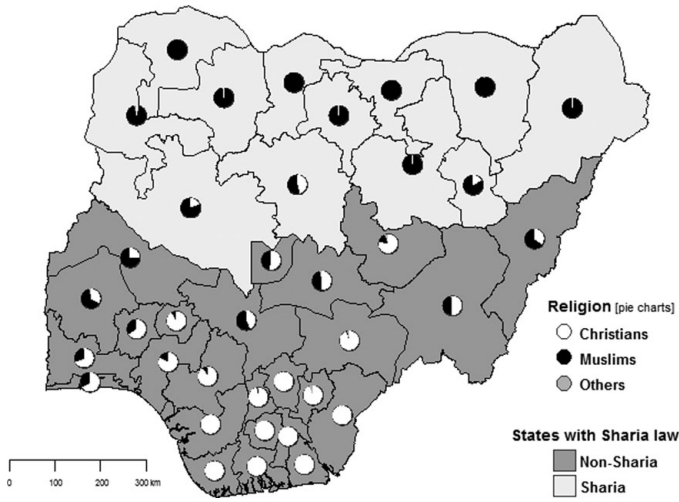 Religion [pie charts]
Christians
Muslims
Others
States with Sharia law
Non-Sharia
Sharia
0 100 200 300 km